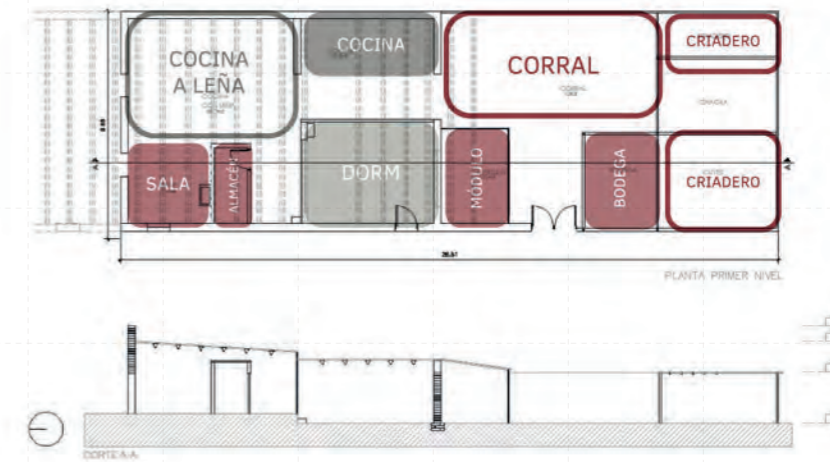 COCINA
A LEÑA
COCINA
CORRAL
CRIADERO
SALA
ALMACÉN
DORM
MÓDULO
BODEGA
CRIADERO
A
A
PLANTA PRIMER NIVEL
CORTE A-A